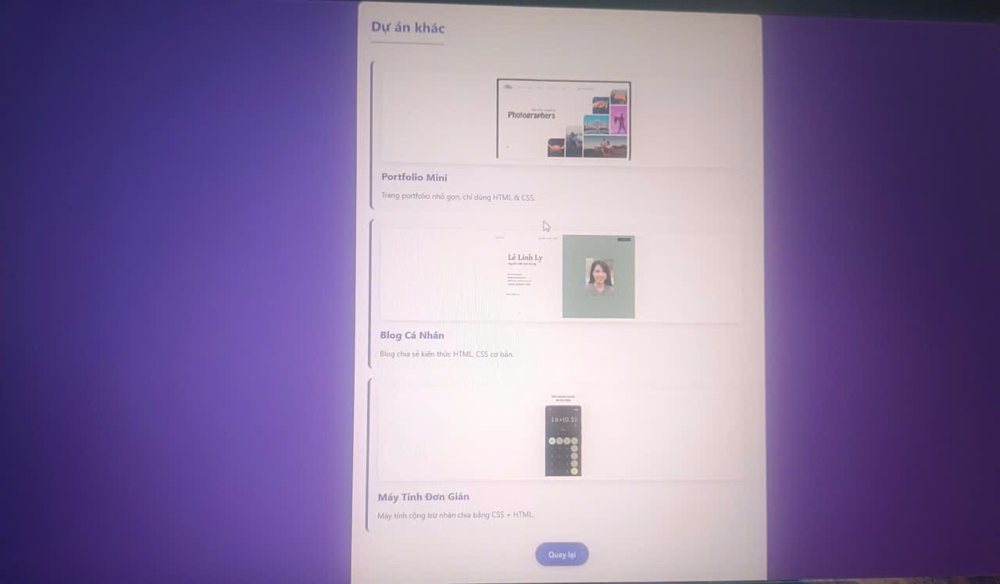 Dự án khác
Photographers
Portfolio Mini
Trang portfolio nhỏ gọn, chỉ dùng HTML & CSS.
Lê Linh Ly
Blog Cá Nhân
Blog chia sẻ kiến thức HTML, CSS cơ bản.
16×(0.5)
Máy Tính Đơn Giản
Máy tính cộng trừ nhân chia bằng CSS + HTML.
Quay lại